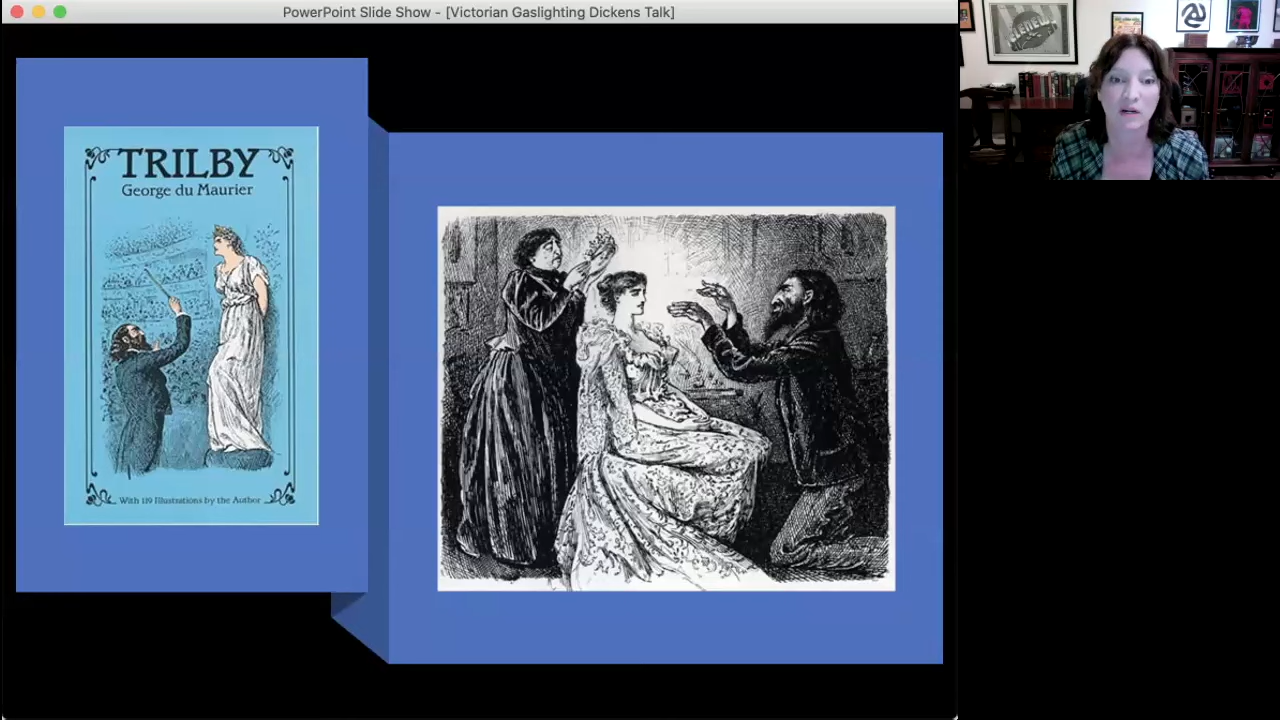 PowerPoint Slide Show - [Victorian Gaslighting Dickens Talk]
TRILBY
George du Maurier
With 119 Illustrations by the Author